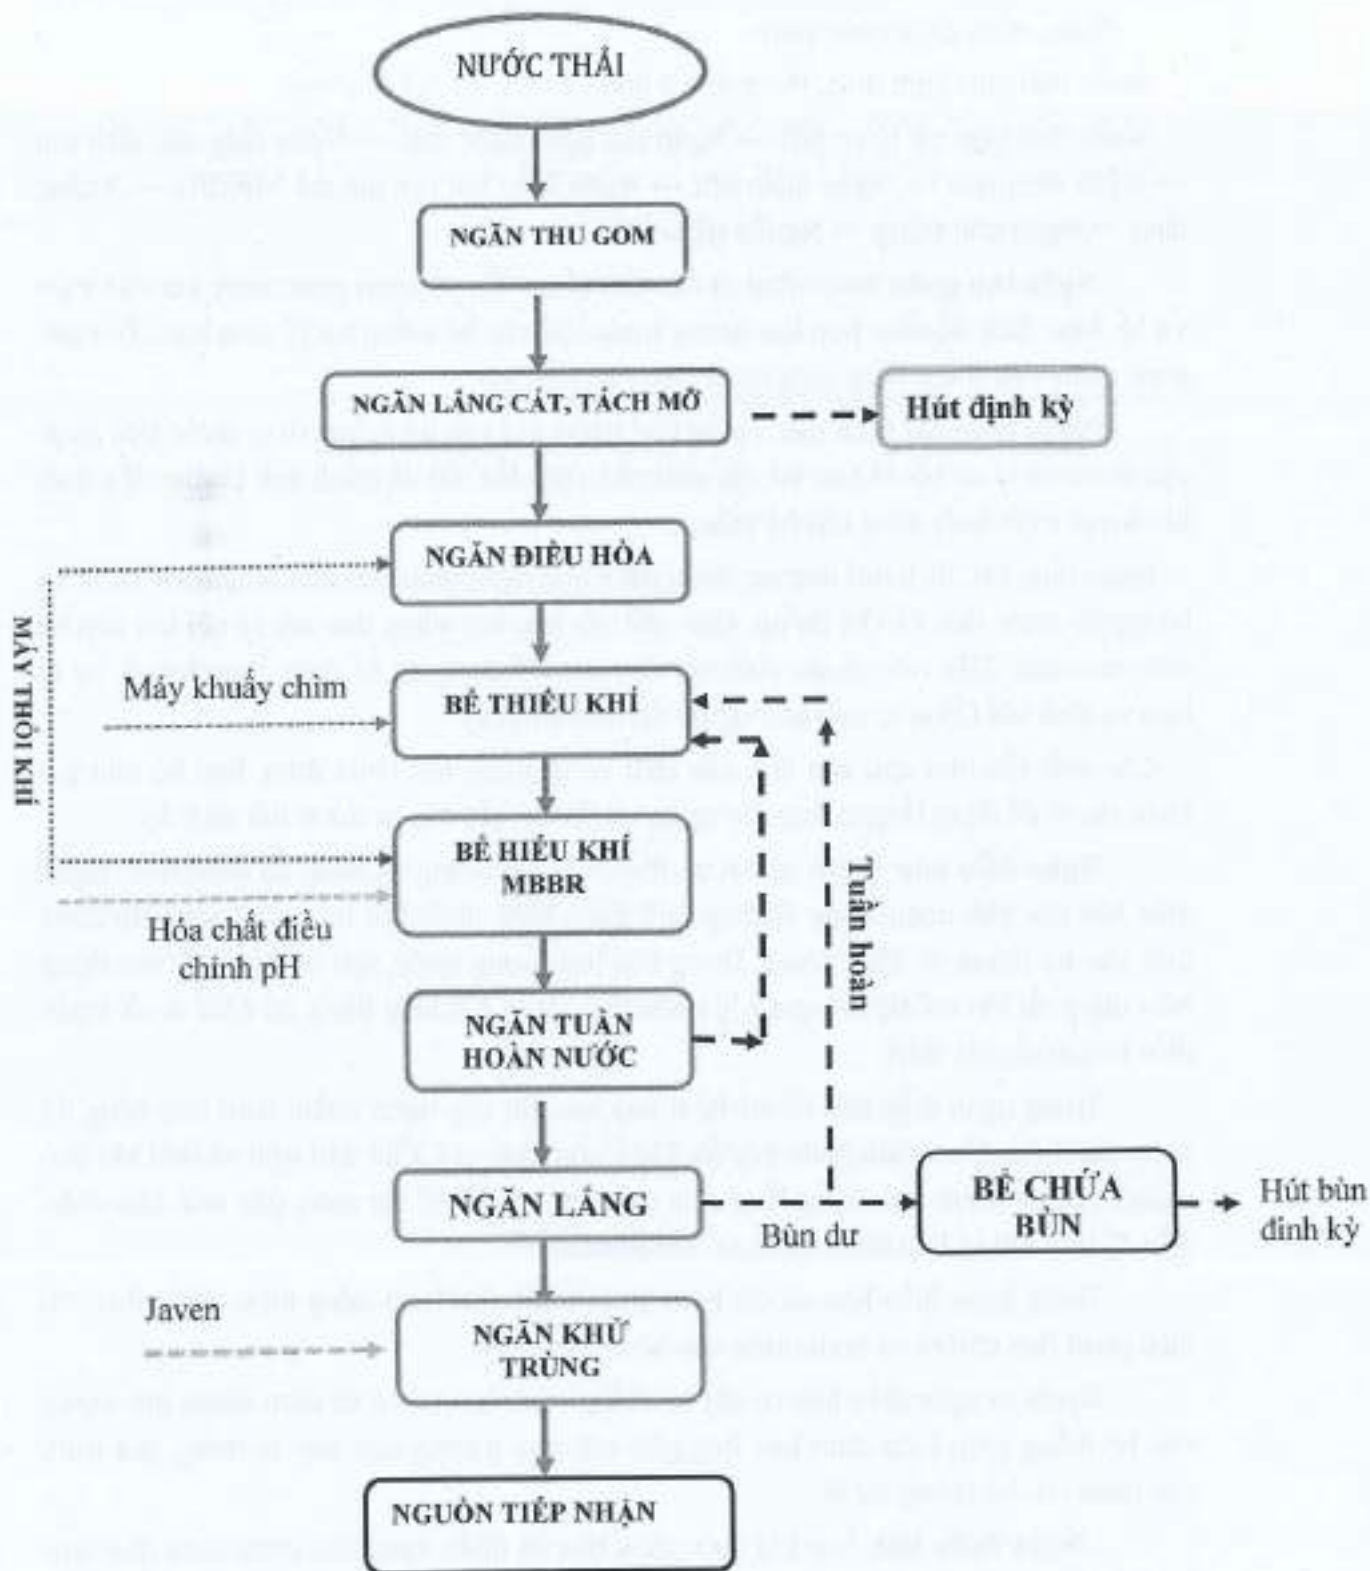 NƯỚC THẢI
NGĂN THU GOM
NGĂN LẮNG CÁT, TÁCH MỠ
Hút định kỳ
NGĂN ĐIỀU HÒA
MÁY THỔI KHÍ
Máy khuấy chìm
BỂ THIẾU KHÍ
BỂ HIẾU KHÍ
MBBR
Tuần hoàn
Hóa chất điều
chỉnh pH
NGĂN TUẦN
HOÀN NƯỚC
NGĂN LẮNG
Bùn dư
BỂ CHỨA
BÙN
Hút bùn
định kỳ
Javen
NGĂN KHỬ
TRÙNG
NGUỒN TIẾP NHẬN